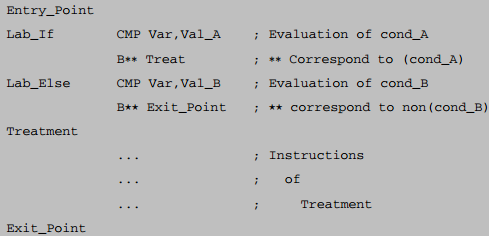 Entry_Point
Lab_If CMP Var,Val_A ; Evaluation of cond_A
B** Treat ; ** Correspond to (cond_A)
Lab_Else CMP Var,Val_B ; Evaluation of cond_B
B** Exit_Point ; ** correspond to non(cond_B)
Treatment
... ; Instructions
... ; of
... ; Treatment
Exit_Point